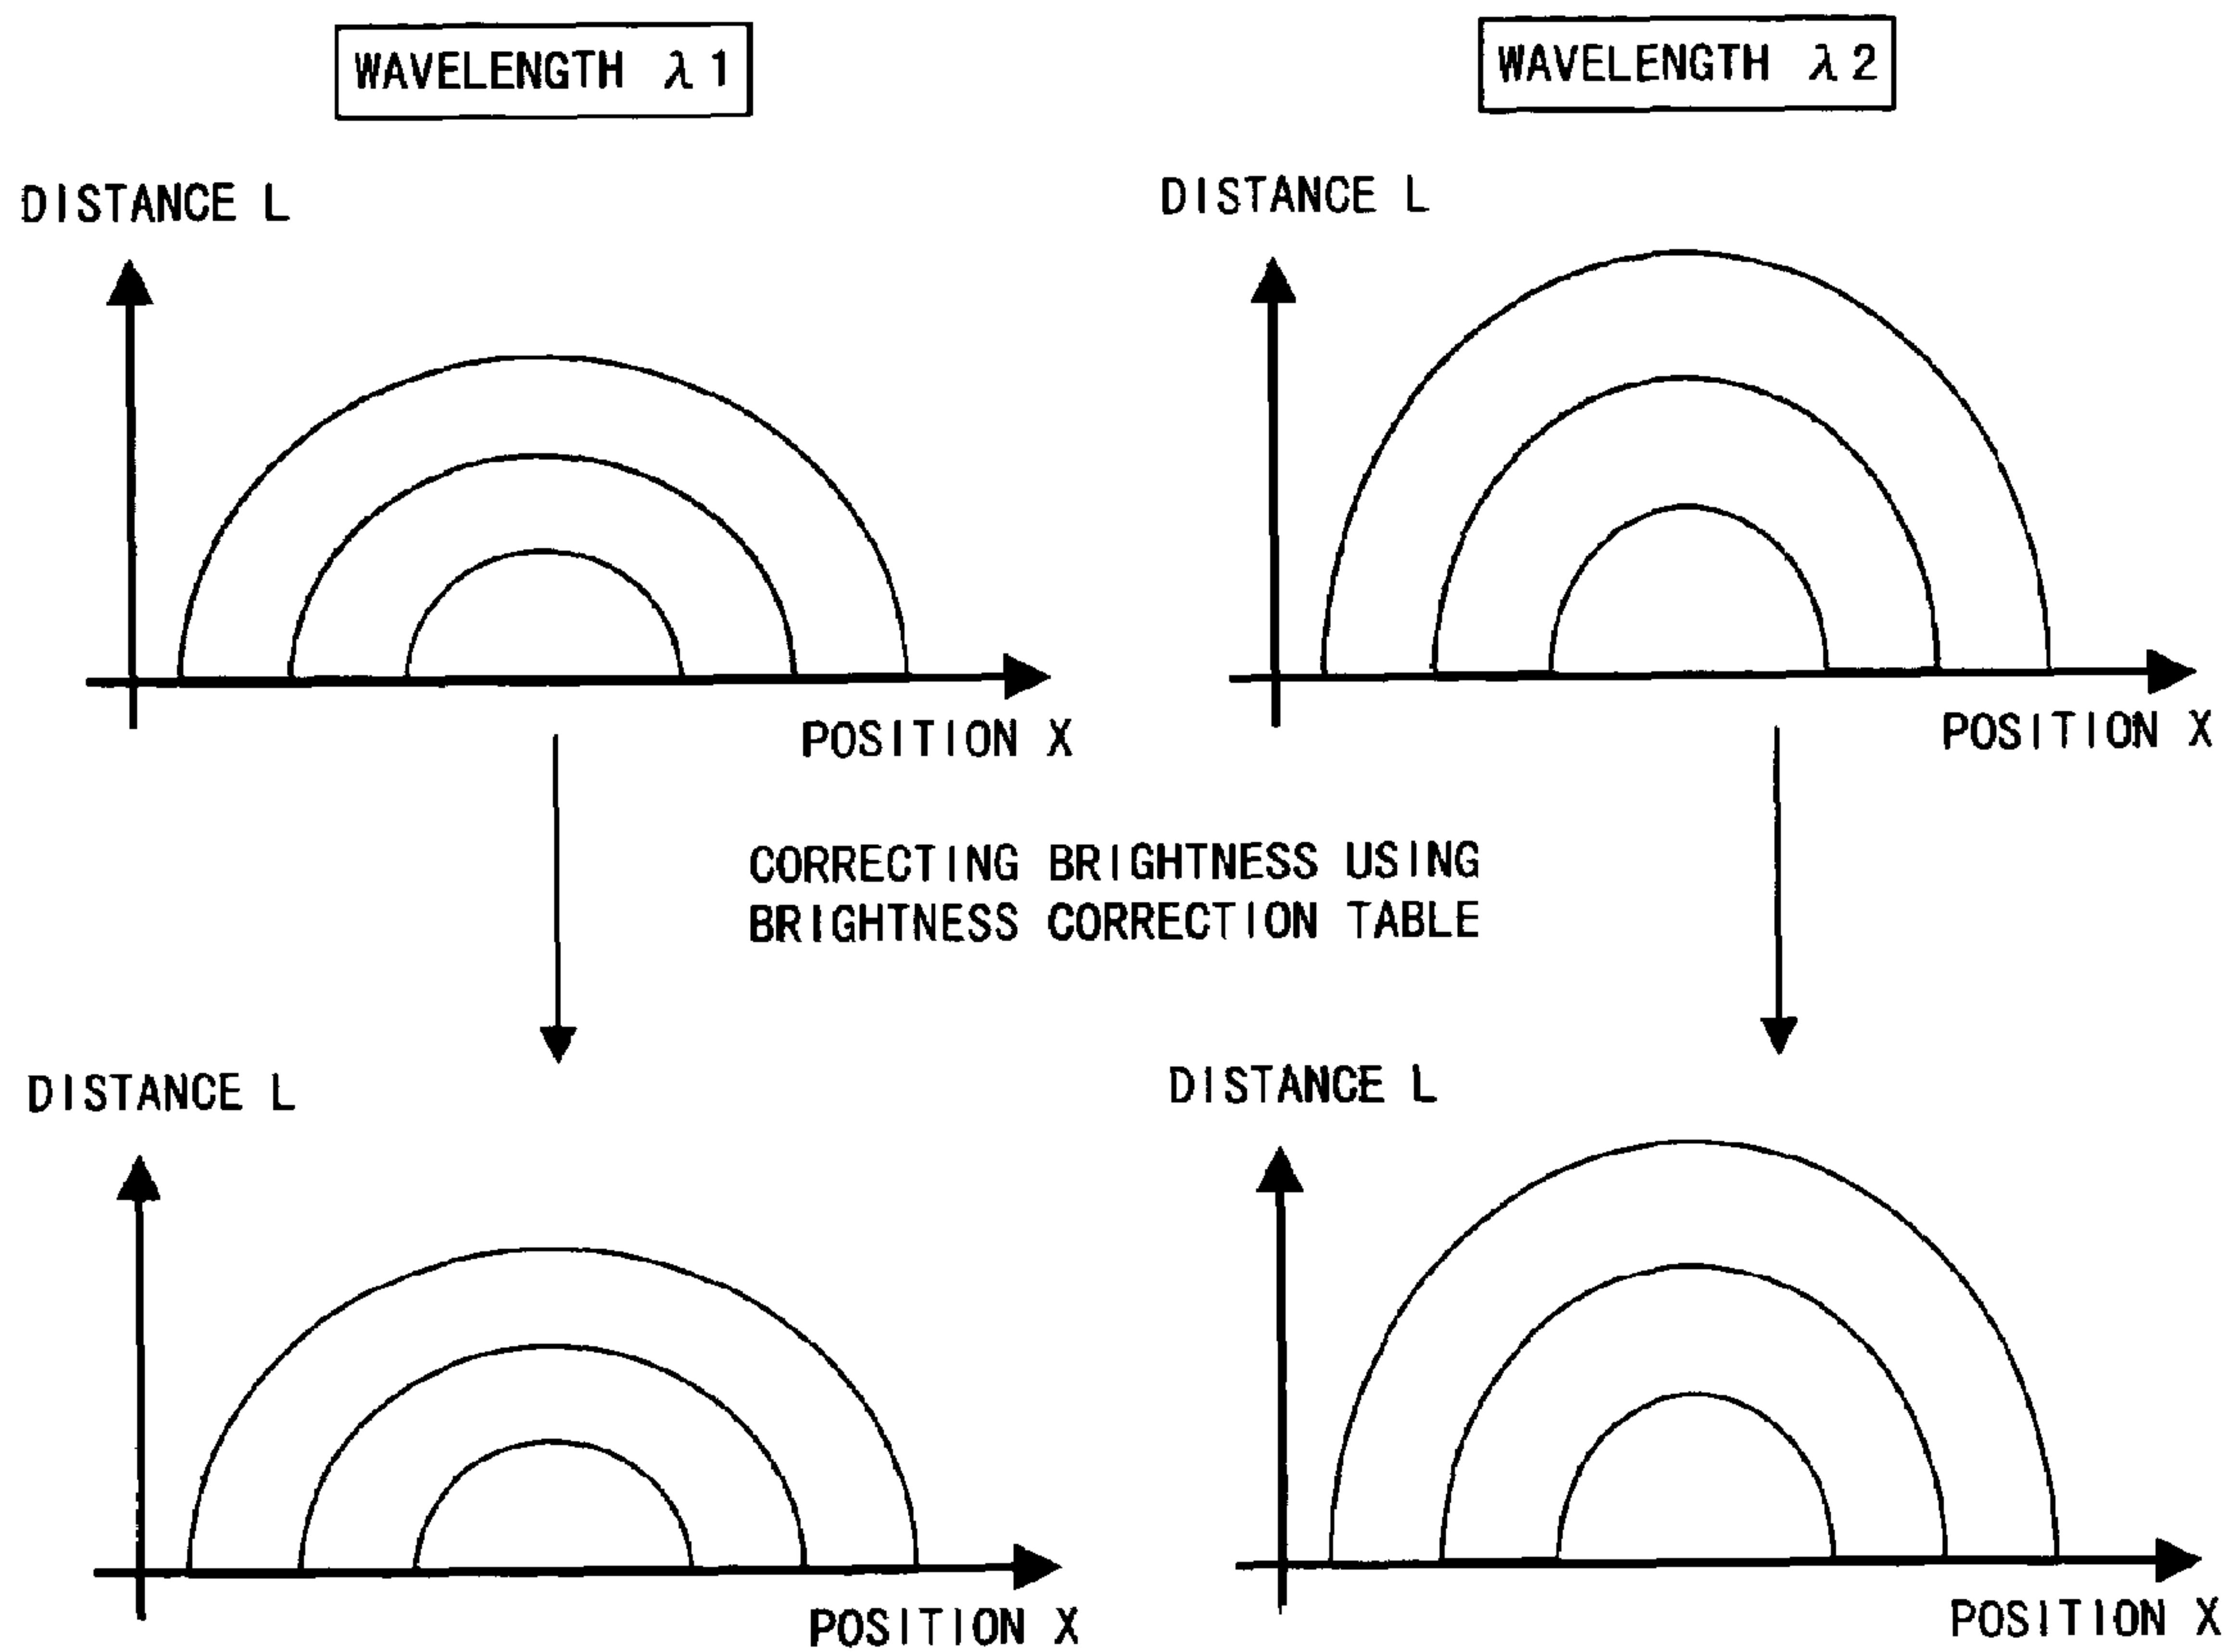 WAVELENGTH λ1
WAVELENGTH λ2
DISTANCE L
DISTANCE L
POSITION X
POSITION X
CORRECTING BRIGHTNESS USING
BRIGHTNESS CORRECTION TABLE
DISTANCE L
DISTANCE L
POSITION X
POSITION X